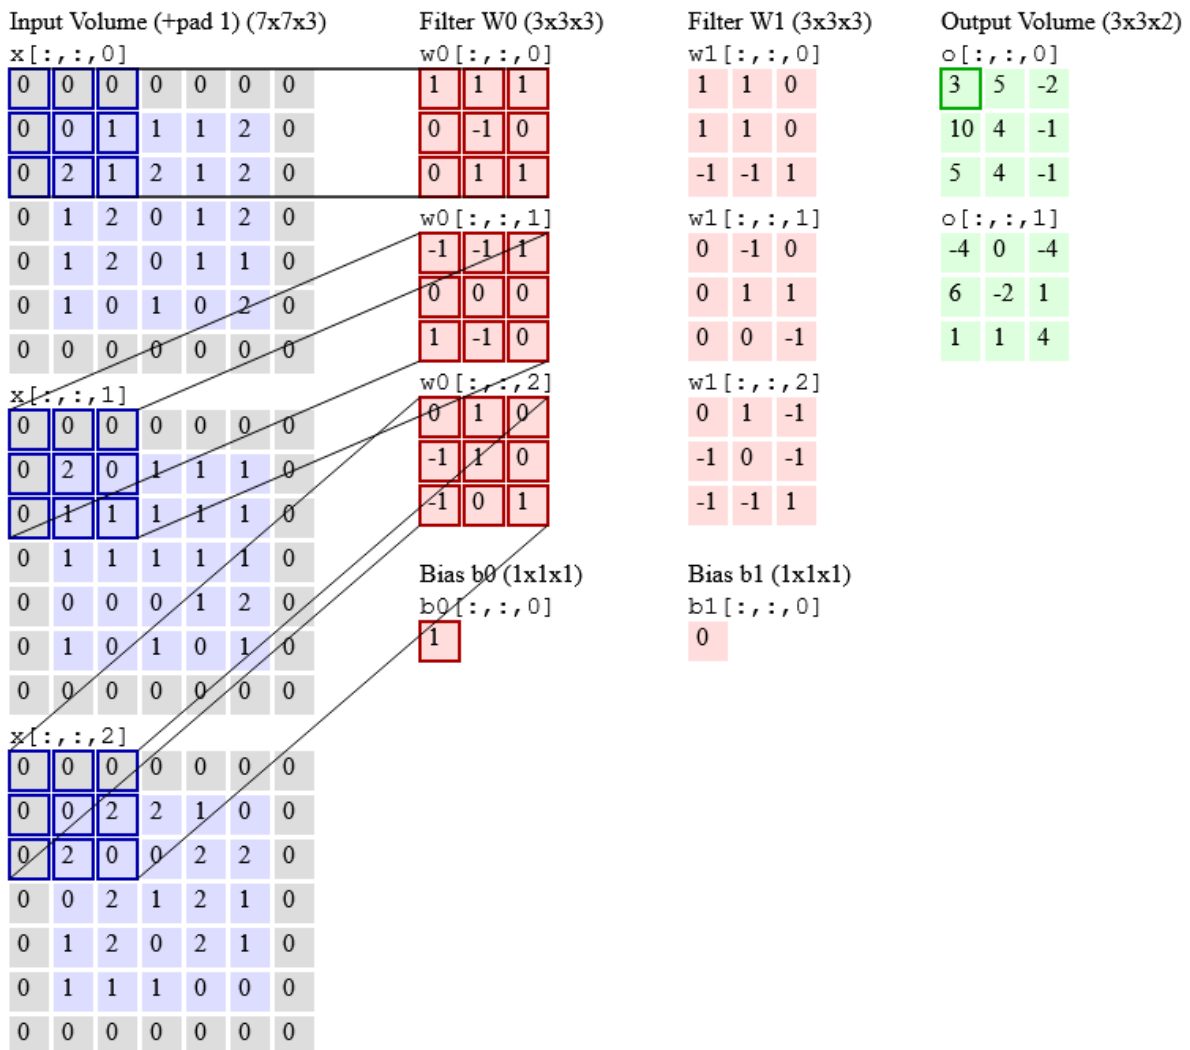 Input Volume (+pad 1) (7x7x3)
x[:,:,0]
0 0 0 0 0 0 0
0 0 1 1 1 2 0
0 2 1 2 1 2 0
0 1 2 0 1 2 0
0 1 2 0 1 1 0
0 1 0 1 0 2 0
0 0 0 0 0 0 0
x[:,:,1]
0 0 0 0 0 0 0
0 2 0 1 1 1 0
0 1 1 1 1 1 0
0 1 1 1 1 1 0
0 0 0 0 1 2 0
0 1 0 1 0 1 0
0 0 0 0 0 0 0
x[:,:,2]
0 0 0 0 0 0 0
0 0 2 2 1 0 0
0 2 0 0 2 2 0
0 0 2 1 2 1 0
0 1 2 0 2 1 0
0 1 1 1 0 0 0
0 0 0 0 0 0 0
Filter W0 (3x3x3)
w0[:,:,0]
1 1 1
0 -1 0
0 1 1
w0[:,:,1]
-1 -1 1
0 0 0
1 -1 0
w0[:,:,2]
0 1 0
-1 1 0
-1 0 1
Bias b0 (1x1x1)
b0[:,:,0]
1
Filter W1 (3x3x3)
w1[:,:,0]
1 1 0
1 1 0
-1 -1 1
w1[:,:,1]
0 -1 0
0 1 1
0 0 -1
w1[:,:,2]
0 1 -1
-1 0 -1
-1 -1 1
Bias b1 (1x1x1)
b1[:,:,0]
0
Output Volume (3x3x2)
o[:,:,0]
3 5 -2
10 4 -1
5 4 -1
o[:,:,1]
-4 0 -4
6 -2 1
1 1 4